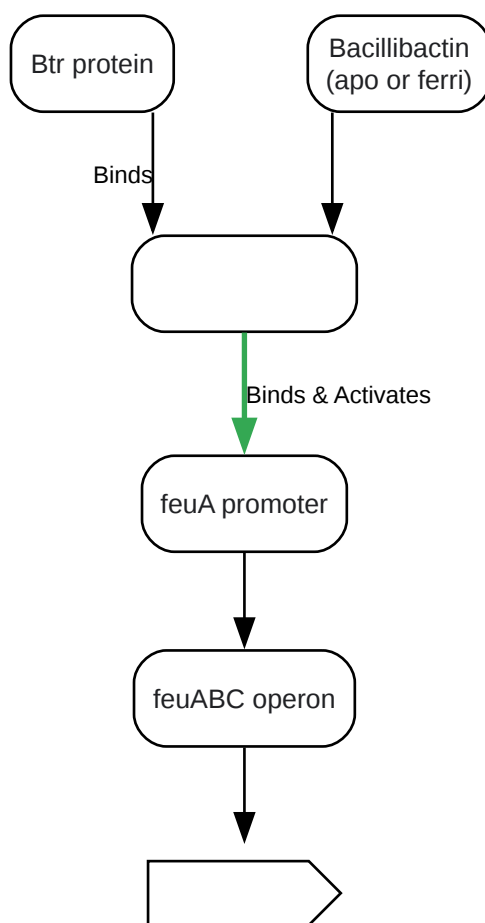 Btr protein
Bacillibactin
(apo or ferri)
Binds
Binds & Activates
feuA promoter
feuABC operon